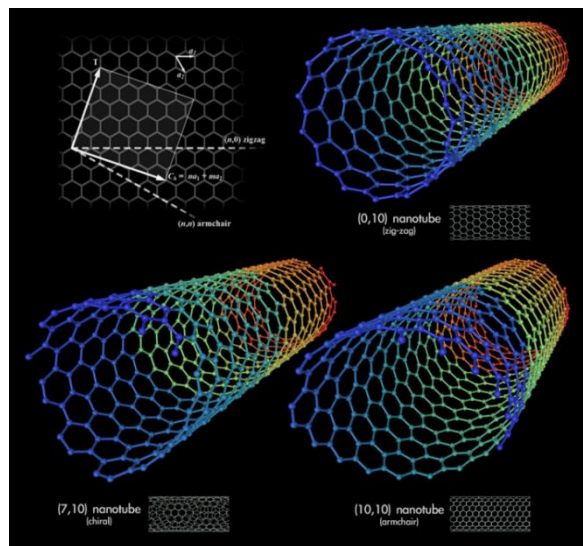 a₁
a₂
T
(n,0) zigzag
Cₕ = na₁ + ma₂
(n,n) armchair
(0,10) nanotube
(zig-zag)
(7,10) nanotube
(chiral)
(10,10) nanotube
(armchair)